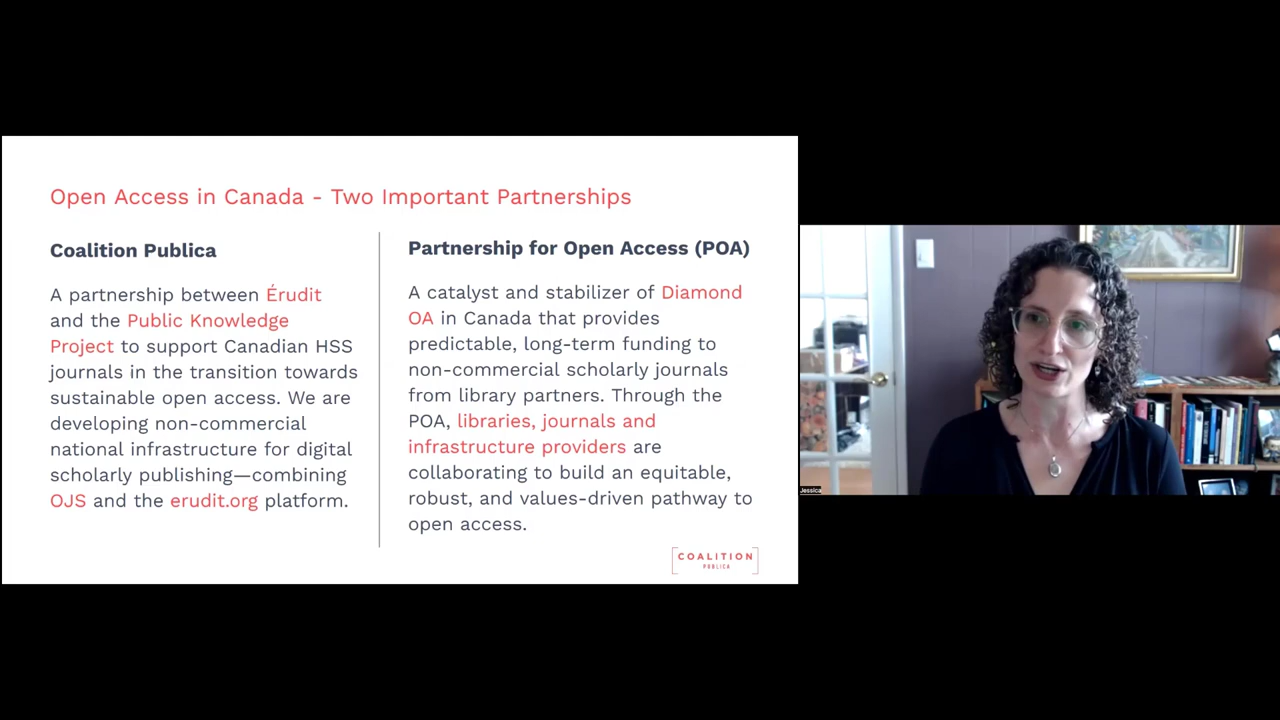 Open Access in Canada - Two Important Partnerships
Coalition Publica
A partnership between Érudit
and the Public Knowledge
Project to support Canadian HSS
journals in the transition towards
sustainable open access. We are
developing non-commercial
national infrastructure for digital
scholarly publishing—combining
OJS and the erudit.org platform.
Partnership for Open Access (POA)
A catalyst and stabilizer of Diamond
OA in Canada that provides
predictable, long-term funding to
non-commercial scholarly journals
from library partners. Through the
POA, libraries, journals and
infrastructure providers are
collaborating to build an equitable,
robust, and values-driven pathway to
open access.
COALITION
PUBLICA
Jessica